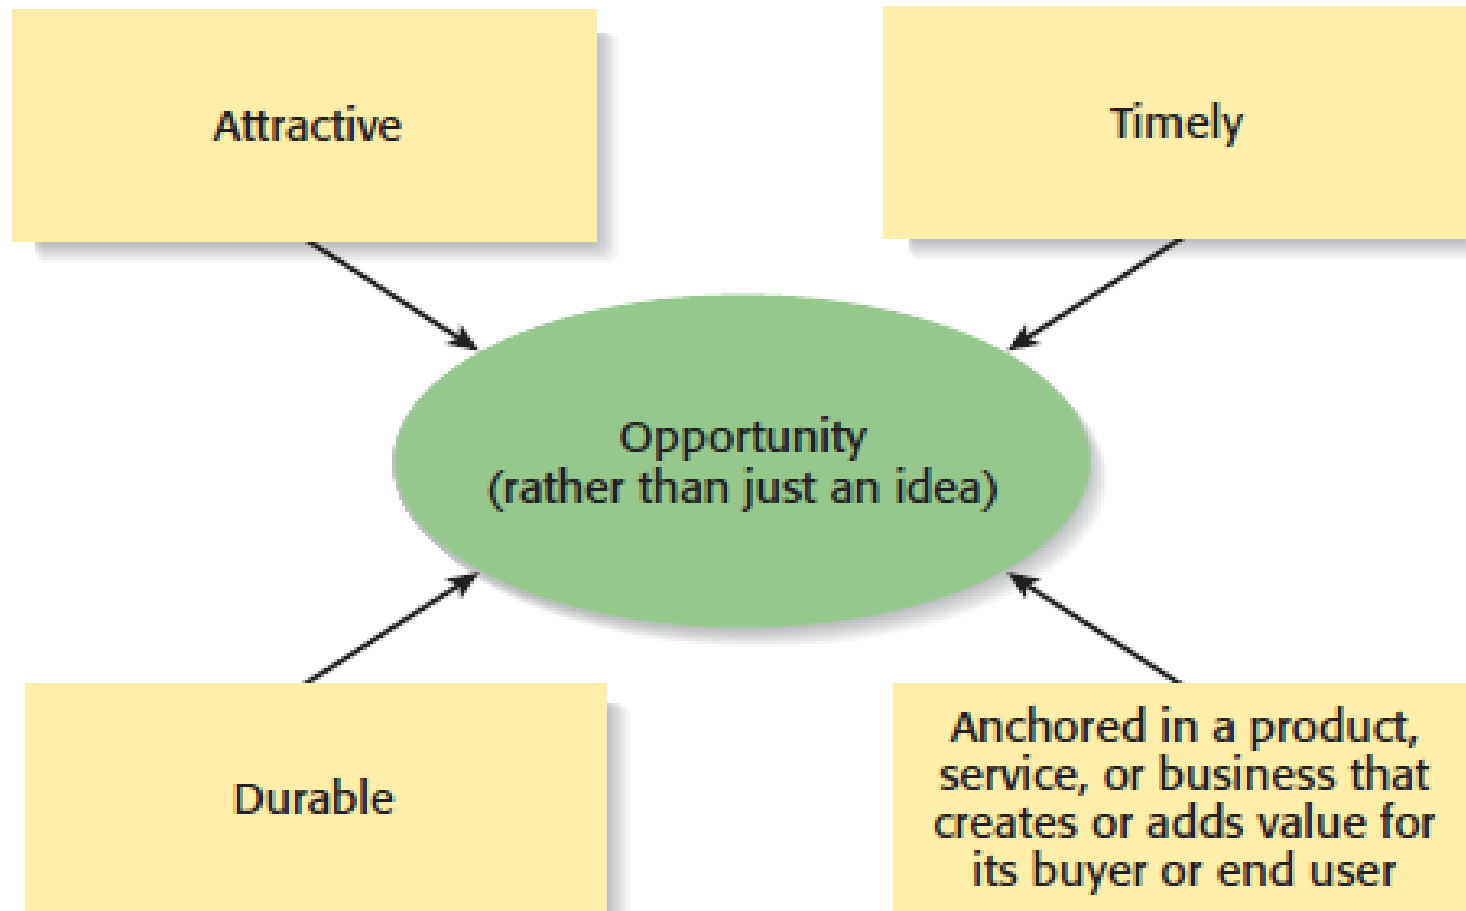 Attractive
Timely
Opportunity
(rather than just an idea)
Durable
Anchored in a product,
service, or business that
creates or adds value for
its buyer or end user